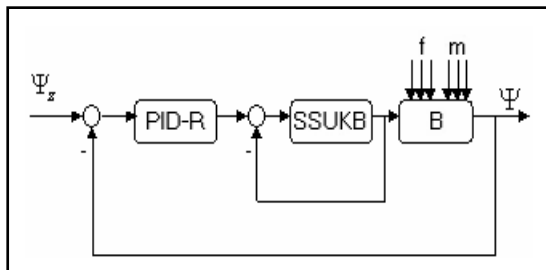 f m
Ψz Ψ
PID-R SSUKB B
- -